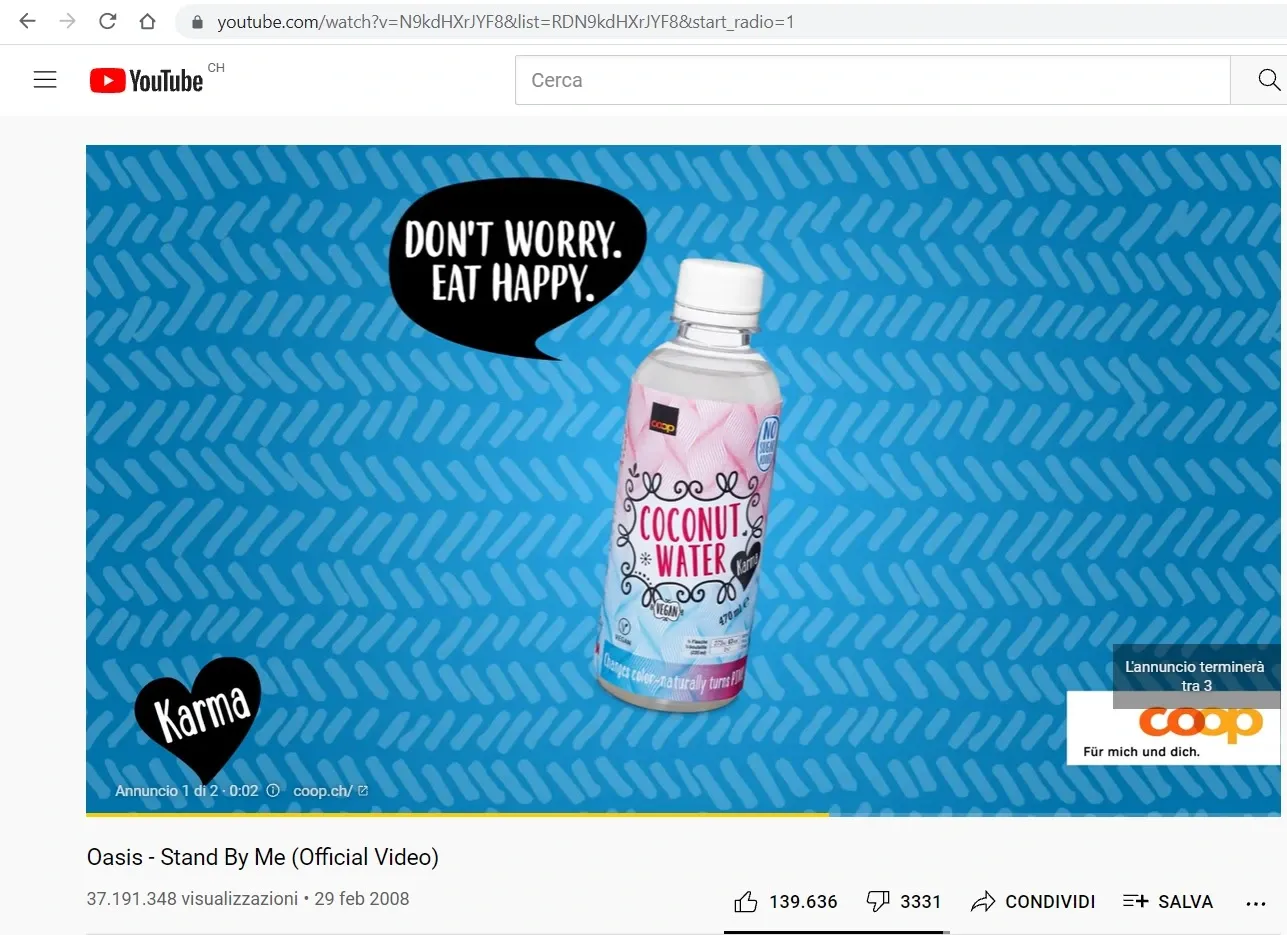 youtube.com/watch?v=N9kdHXrJYF8&list=RDN9kdHXrJYF8&start_radio=1
YouTube CH
Cerca
DON'T WORRY.
EAT HAPPY.
coop
NO
SUGAR
COCONUT
WATER
Karma
VEGAN
470 ml e
VEGAN
Changes color-naturally turns
Karma
L'annuncio terminerà
tra 3
coop
Für mich und dich.
Annuncio 1 di 2 · 0:02 coop.ch/
Oasis - Stand By Me (Official Video)
37.191.348 visualizzazioni • 29 feb 2008
139.636 3331 CONDIVIDI SALVA